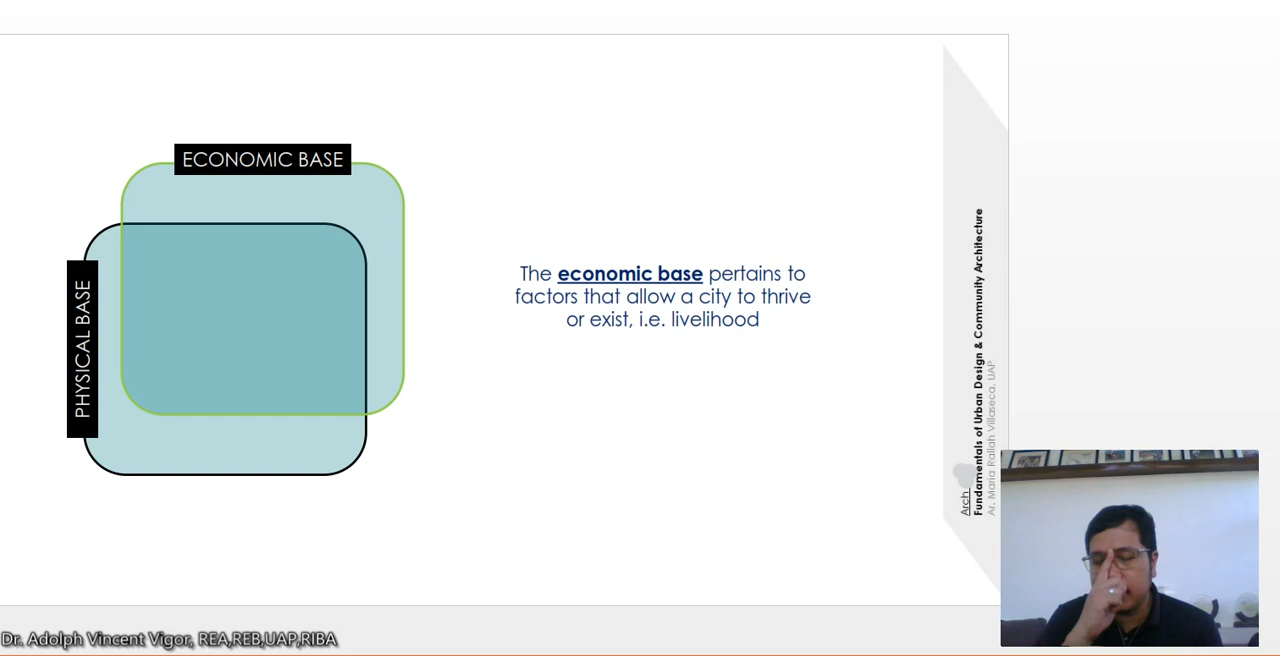 ECONOMIC BASE
PHYSICAL BASE
The economic base pertains to
factors that allow a city to thrive
or exist, i.e. livelihood
Arch
Fundamentals of Urban Design & Community Architecture
Ar. Maria Rallah Villaseca, UAP
Dr. Adolph Vincent Vigor, REA,REB,UAP,RIBA